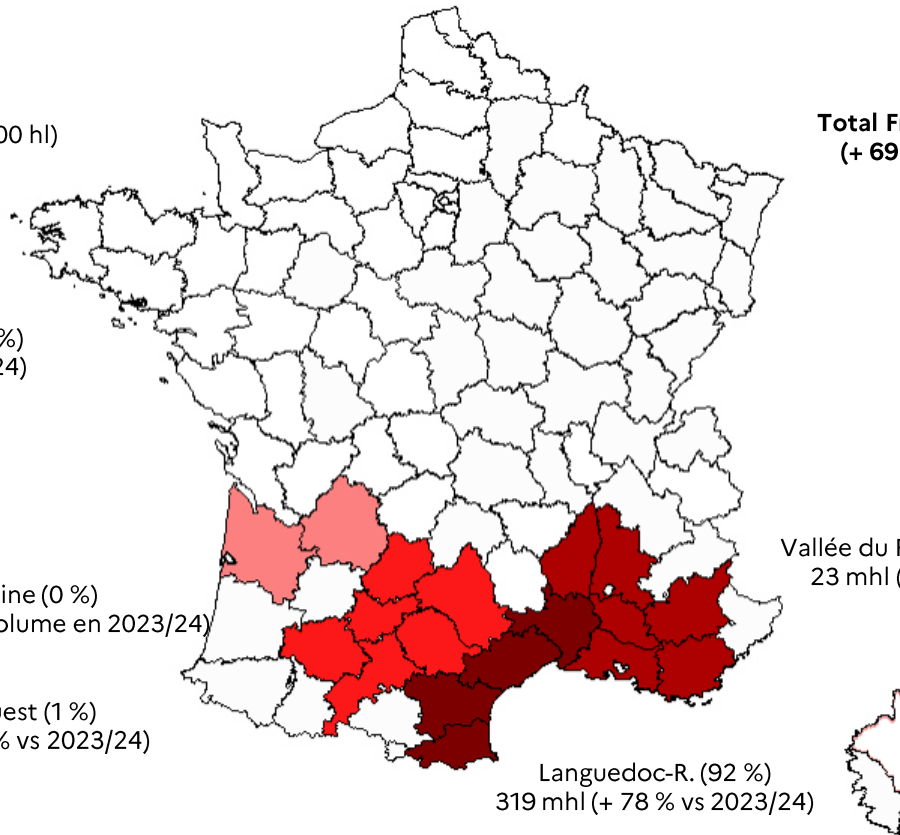 00 hl)
Total F
(+ 69
%)
24)
Vallée du
23 mhl (
ine (0 %)
olume en 2023/24)
uest (1 %)
% vs 2023/24)
Languedoc-R. (92 %)
319 mhl (+ 78 % vs 2023/24)